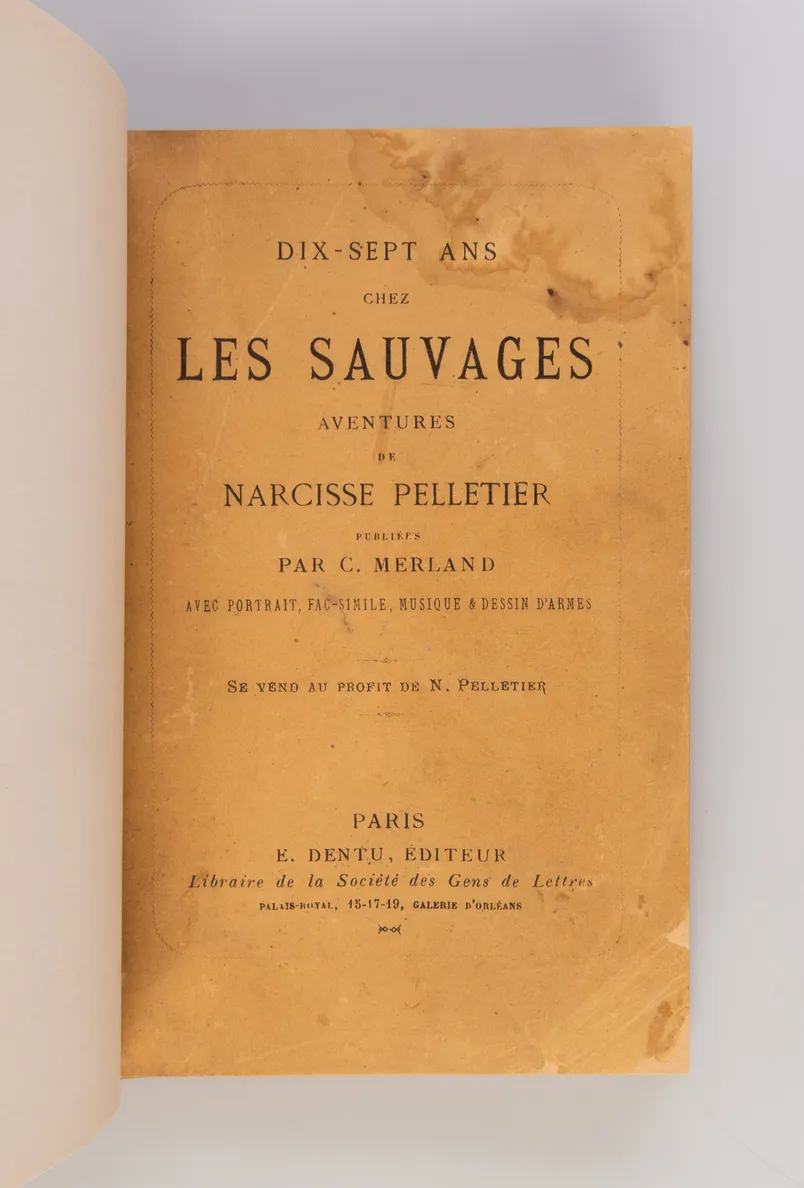 DIX-SEPT ANS
CHEZ
LES SAUVAGES
AVENTURES
DE
NARCISSE PELLETIER
PUBLIÉES
PAR C. MERLAND
AVEC PORTRAIT, FAC-SIMILE, MUSIQUE & DESSIN D'ARMES
SE VEND AU PROFIT DE N. PELLETIER
PARIS
E. DENTU, ÉDITEUR
Libraire de la Société des Gens de Lettres
PALAIS-ROYAL, 15-17-19, GALERIE D'ORLÉANS